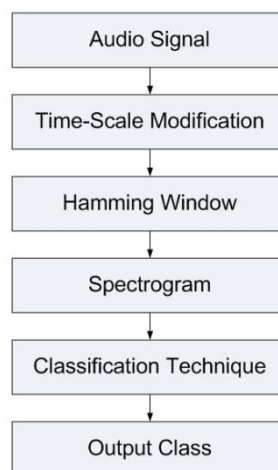 Audio Signal
Time-Scale Modification
Hamming Window
Spectrogram
Classification Technique
Output Class